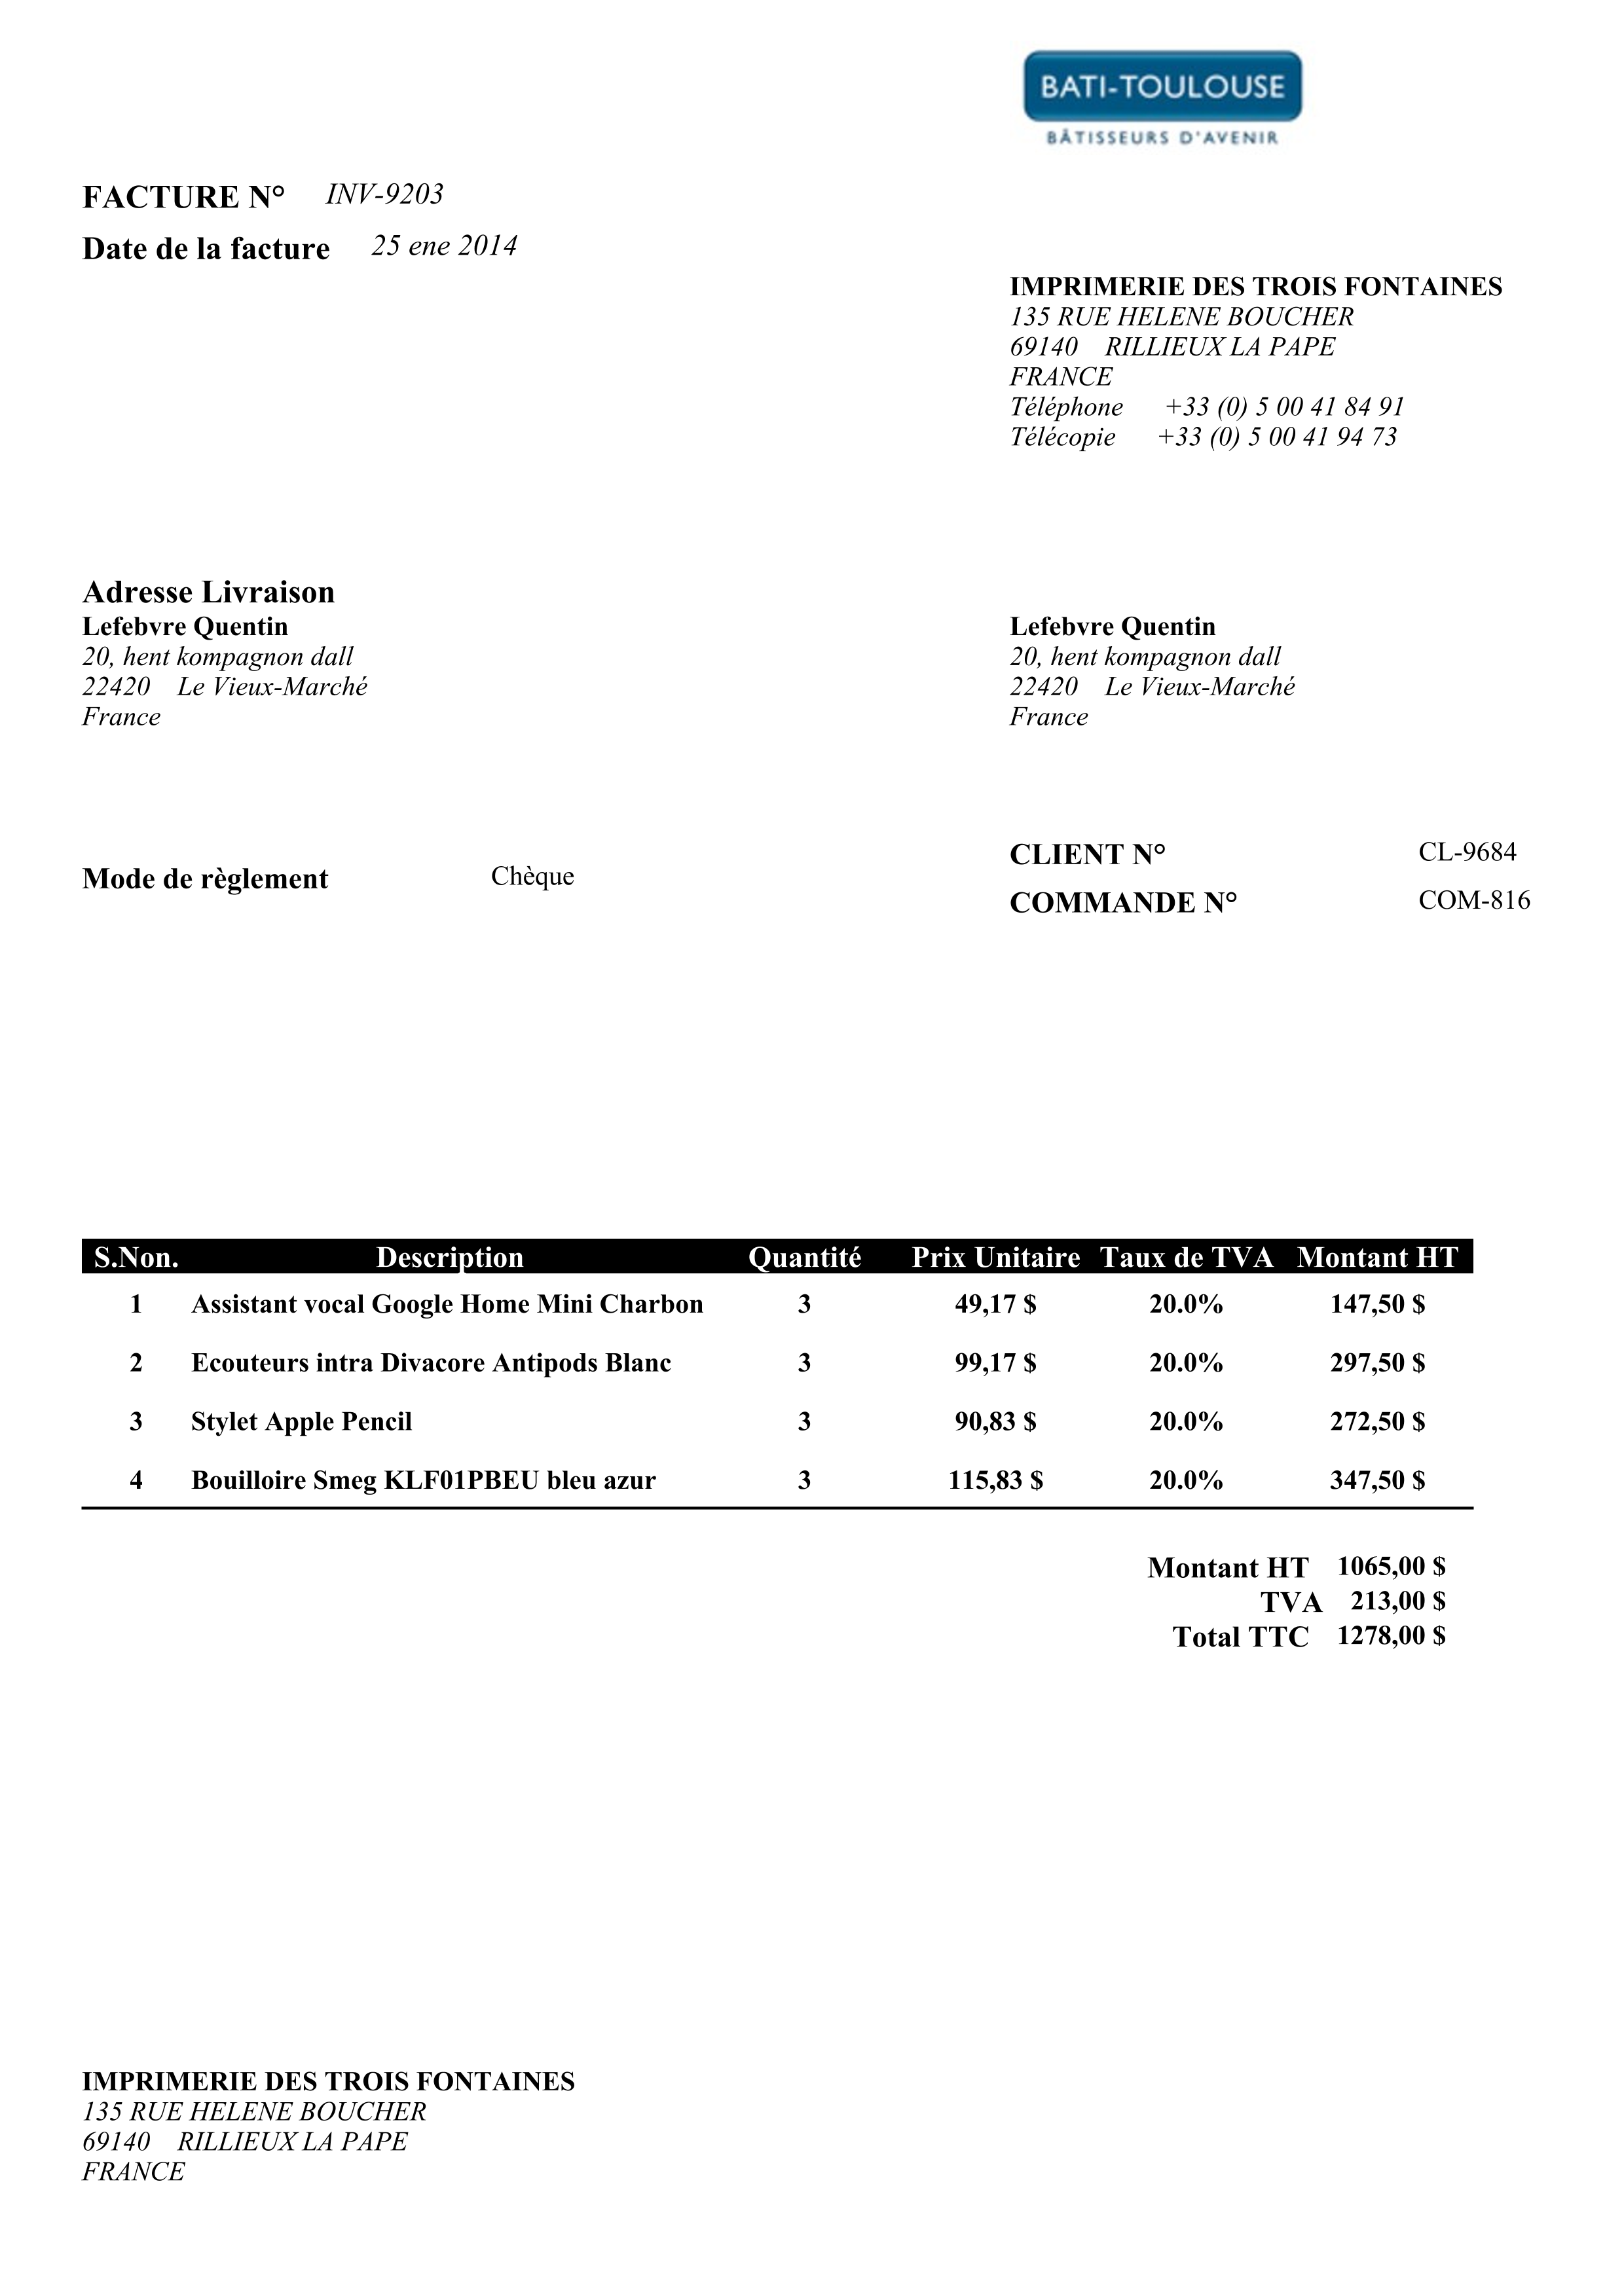 BATI-TOULOUSE
BÂTISSEURS D'AVENIR
FACTURE N° INV-9203
Date de la facture 25 ene 2014
IMPRIMERIE DES TROIS FONTAINES
135 RUE HELENE BOUCHER
69140 RILLIEUX LA PAPE
FRANCE
Téléphone +33 (0) 5 00 41 84 91
Télécopie +33 (0) 5 00 41 94 73
Adresse Livraison
Lefebvre Quentin
20, hent kompagnon dall
22420 Le Vieux-Marché
France
Lefebvre Quentin
20, hent kompagnon dall
22420 Le Vieux-Marché
France
Mode de règlement Chèque
CLIENT N° CL-9684
COMMANDE N° COM-816
S.Non. Description Quantité Prix Unitaire Taux de TVA Montant HT
1 Assistant vocal Google Home Mini Charbon 3 49,17 $ 20.0% 147,50 $
2 Ecouteurs intra Divacore Antipods Blanc 3 99,17 $ 20.0% 297,50 $
3 Stylet Apple Pencil 3 90,83 $ 20.0% 272,50 $
4 Bouilloire Smeg KLF01PBEU bleu azur 3 115,83 $ 20.0% 347,50 $
Montant HT 1065,00 $
TVA 213,00 $
Total TTC 1278,00 $
IMPRIMERIE DES TROIS FONTAINES
135 RUE HELENE BOUCHER
69140 RILLIEUX LA PAPE
FRANCE